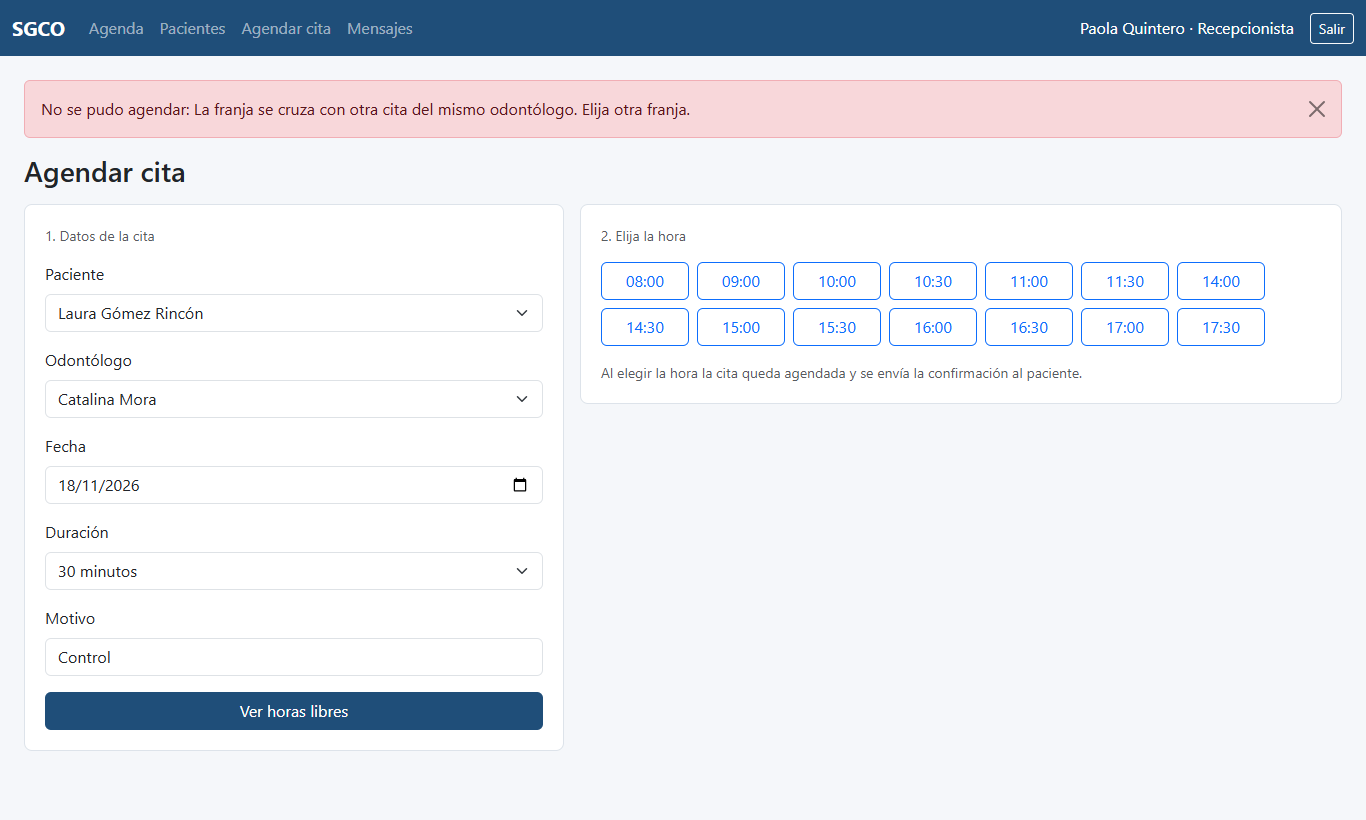 SGCO Agenda Pacientes Agendar cita Mensajes Paola Quintero · Recepcionista Salir
No se pudo agendar: La franja se cruza con otra cita del mismo odontólogo. Elija otra franja.
Agendar cita
1. Datos de la cita
Paciente
Laura Gómez Rincón
Odontólogo
Catalina Mora
Fecha
18/11/2026
Duración
30 minutos
Motivo
Control
Ver horas libres
2. Elija la hora
08:00 09:00 10:00 10:30 11:00 11:30 14:00
14:30 15:00 15:30 16:00 16:30 17:00 17:30
Al elegir la hora la cita queda agendada y se envía la confirmación al paciente.